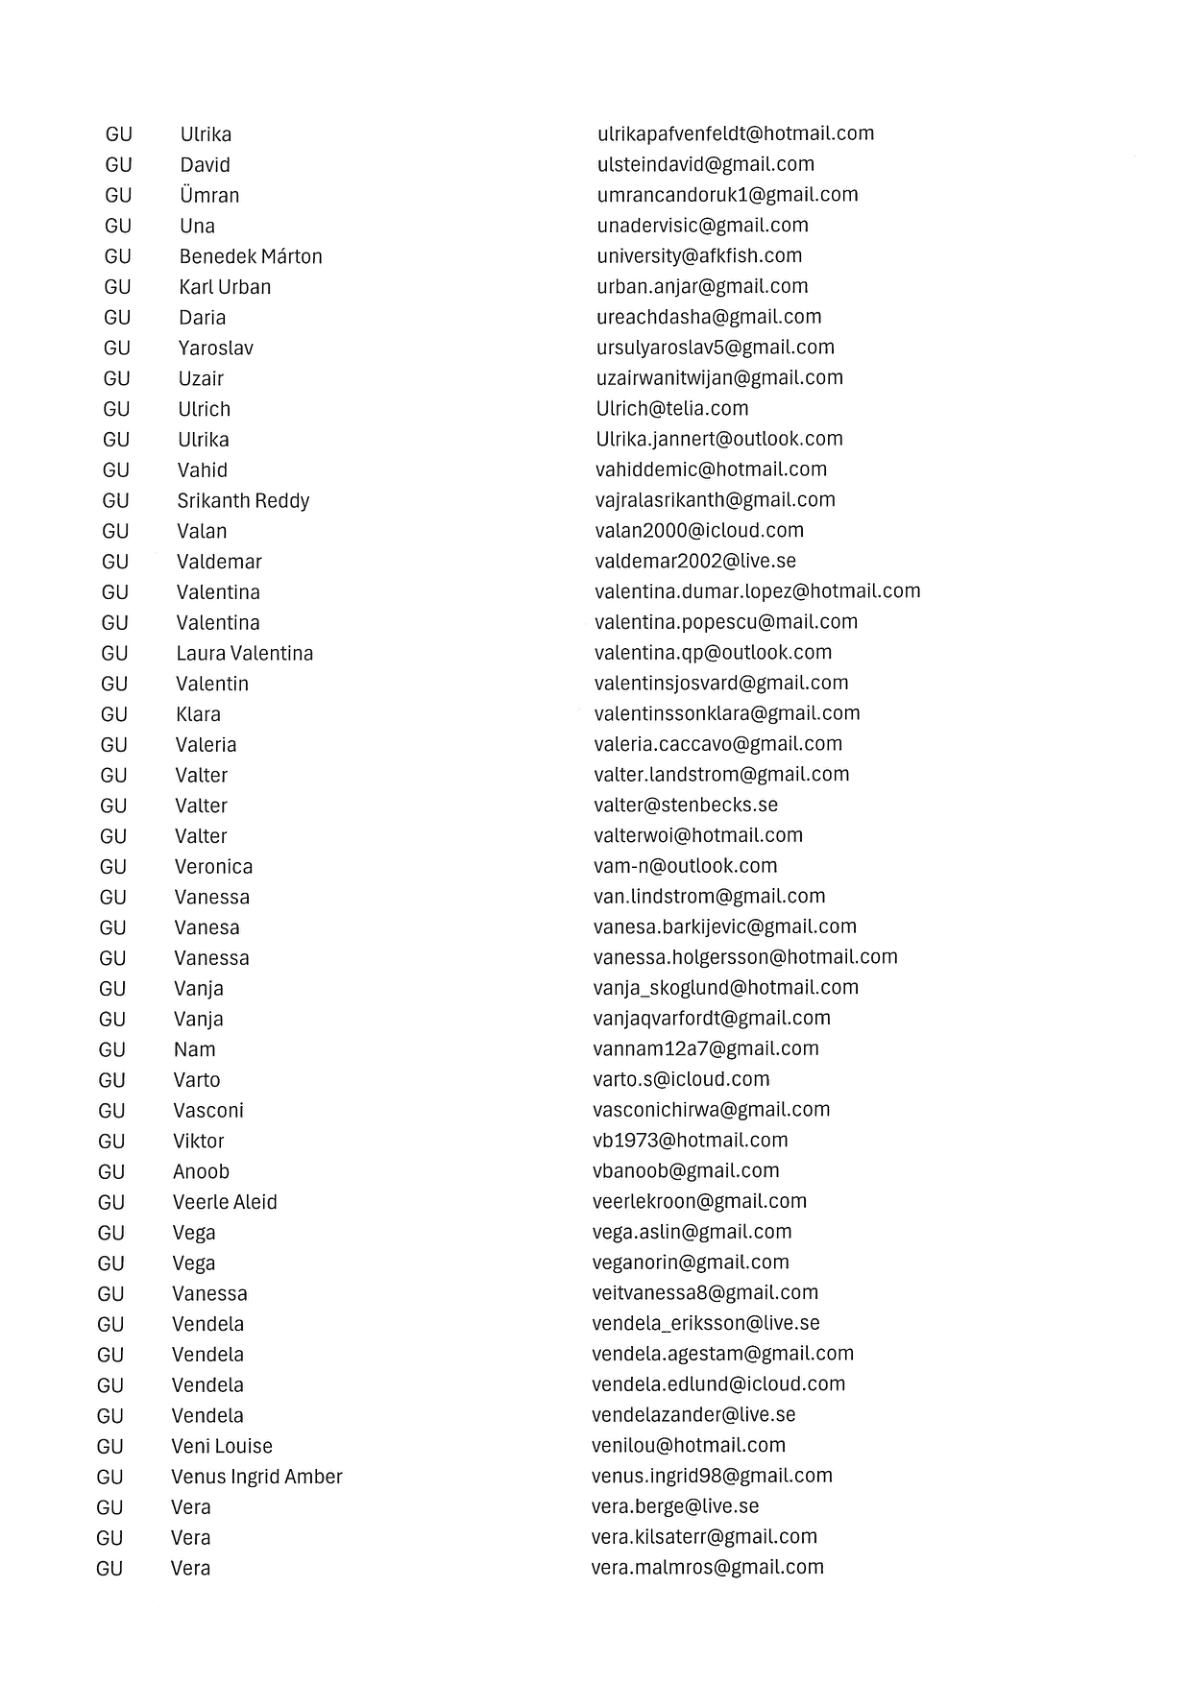 GU Ulrika ulrikapafvenfeldt@hotmail.com
GU David ulsteindavid@gmail.com
GU Ümran umrancandoruk1@gmail.com
GU Una unadervisic@gmail.com
GU Benedek Márton university@afkfish.com
GU Karl Urban urban.anjar@gmail.com
GU Daria ureachdasha@gmail.com
GU Yaroslav ursulyaroslav5@gmail.com
GU Uzair uzairwanitwijan@gmail.com
GU Ulrich Ulrich@telia.com
GU Ulrika Ulrika.jannert@outlook.com
GU Vahid vahiddemic@hotmail.com
GU Srikanth Reddy vajralasrikanth@gmail.com
GU Valan valan2000@icloud.com
GU Valdemar valdemar2002@live.se
GU Valentina valentina.dumar.lopez@hotmail.com
GU Valentina valentina.popescu@mail.com
GU Laura Valentina valentina.qp@outlook.com
GU Valentin valentinsjosvard@gmail.com
GU Klara valentinssonklara@gmail.com
GU Valeria valeria.caccavo@gmail.com
GU Valter valter.landstrom@gmail.com
GU Valter valter@stenbecks.se
GU Valter valterwoi@hotmail.com
GU Veronica vam-n@outlook.com
GU Vanessa van.lindstrom@gmail.com
GU Vanesa vanesa.barkijevic@gmail.com
GU Vanessa vanessa.holgersson@hotmail.com
GU Vanja vanja_skoglund@hotmail.com
GU Vanja vanjaqvarfordt@gmail.com
GU Nam vannam12a7@gmail.com
GU Varto varto.s@icloud.com
GU Vasconi vasconichirwa@gmail.com
GU Viktor vb1973@hotmail.com
GU Anoob vbanoob@gmail.com
GU Veerle Aleid veerlekroon@gmail.com
GU Vega vega.aslin@gmail.com
GU Vega veganorin@gmail.com
GU Vanessa veitvanessa8@gmail.com
GU Vendela vendela_eriksson@live.se
GU Vendela vendela.agestam@gmail.com
GU Vendela vendela.edlund@icloud.com
GU Vendela vendelazander@live.se
GU Veni Louise venilou@hotmail.com
GU Venus Ingrid Amber venus.ingrid98@gmail.com
GU Vera vera.berge@live.se
GU Vera vera.kilsaterr@gmail.com
GU Vera vera.malmros@gmail.com